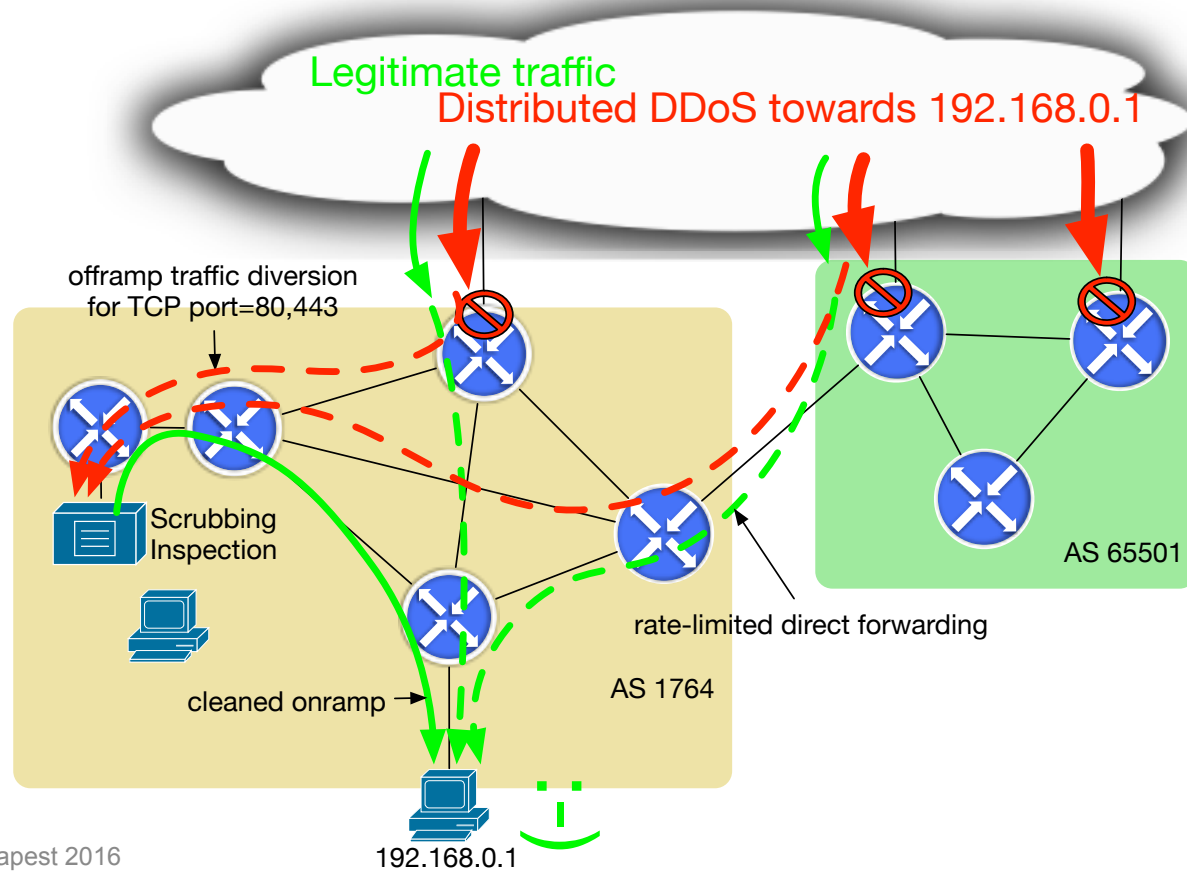 Legitimate traffic
Distributed DDoS towards 192.168.0.1
offramp traffic diversion
for TCP port=80,443
Scrubbing
Inspection
AS 65501
rate-limited direct forwarding
AS 1764
cleaned onramp
192.168.0.1
apest 2016